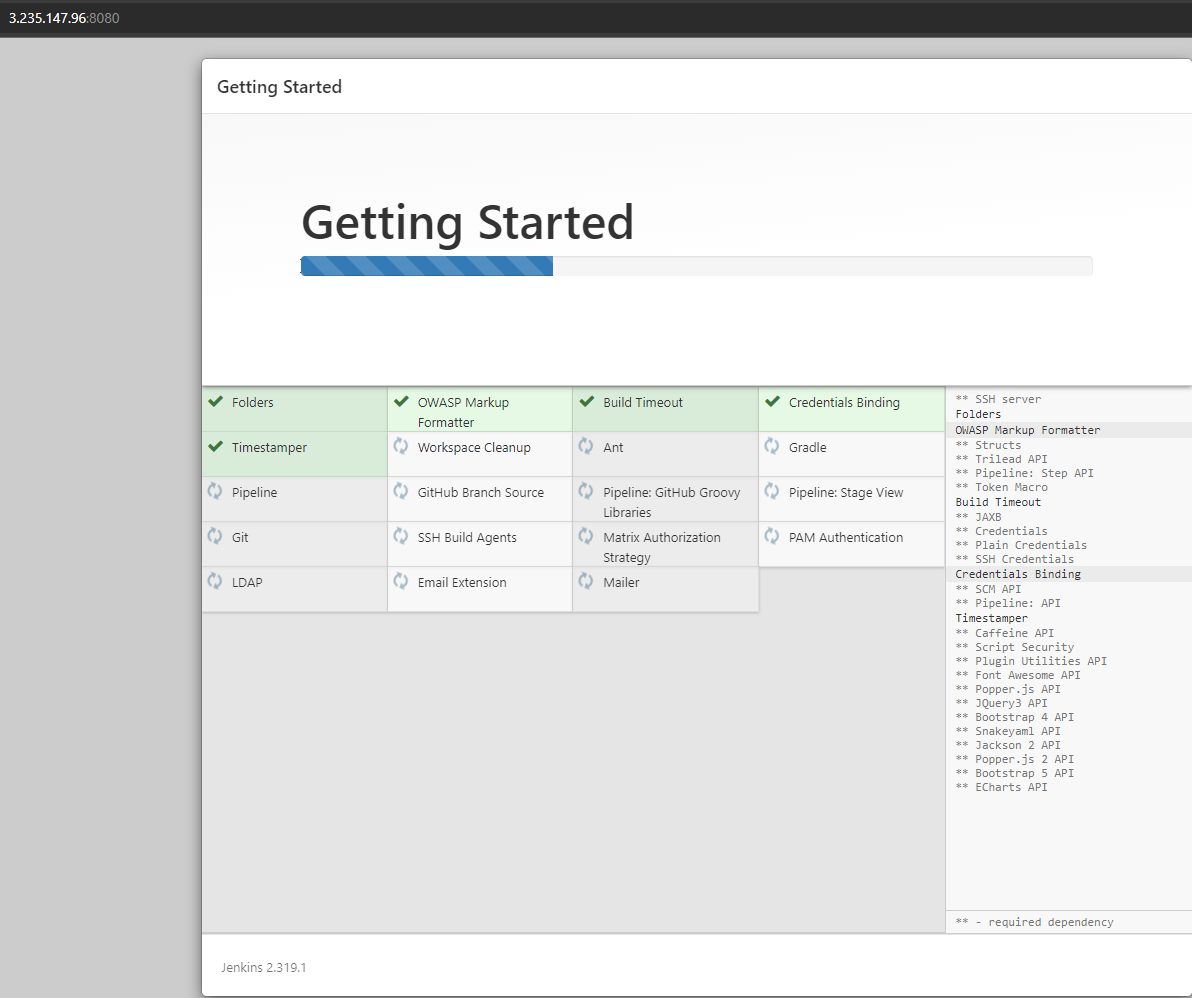 3.235.147.96:8080
Getting Started
Getting Started
Folders
OWASP Markup
Formatter
Build Timeout
Credentials Binding
Timestamper
Workspace Cleanup
Ant
Gradle
Pipeline
GitHub Branch Source
Pipeline: GitHub Groovy
Libraries
Pipeline: Stage View
Git
SSH Build Agents
Matrix Authorization
Strategy
PAM Authentication
LDAP
Email Extension
Mailer
** SSH server
Folders
OWASP Markup Formatter
** Structs
** Trilead API
** Pipeline: Step API
** Token Macro
Build Timeout
** JAXB
** Credentials
** Plain Credentials
** SSH Credentials
Credentials Binding
** SCM API
** Pipeline: API
Timestamper
** Caffeine API
** Script Security
** Plugin Utilities API
** Font Awesome API
** Popper.js API
** JQuery3 API
** Bootstrap 4 API
** Snakeyaml API
** Jackson 2 API
** Popper.js 2 API
** Bootstrap 5 API
** ECharts API
** - required dependency
Jenkins 2.319.1